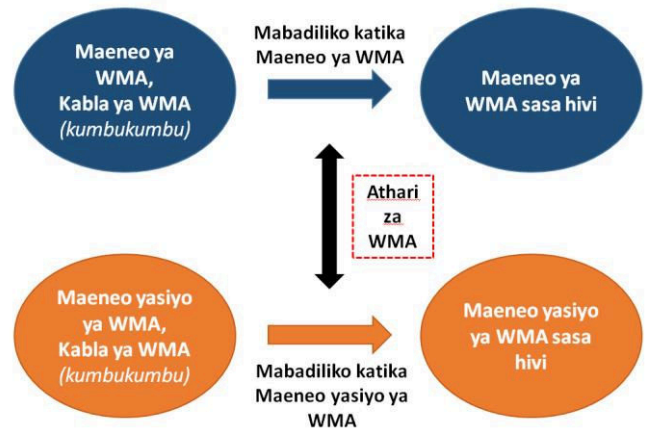 Maeneo ya
WMA,
Kabla ya WMA
(kumbukumbu)
Mabadiliko katika
Maeneo ya WMA
Maeneo ya
WMA sasa hivi
Athari
za
WMA
Maeneo yasiyo
ya WMA,
Kabla ya WMA
(kumbukumbu)
Mabadiliko katika
Maeneo yasiyo ya
WMA
Maeneo yasiyo
ya WMA sasa
hivi